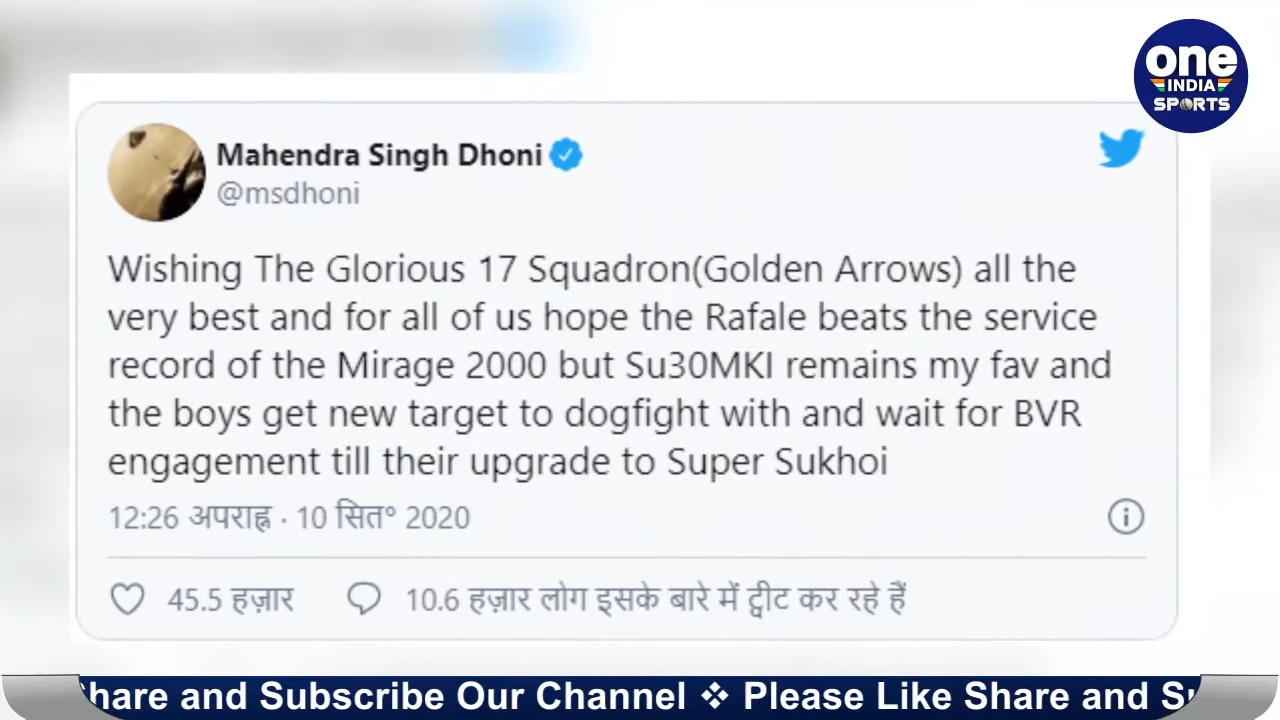 one
INDIA
SPORTS
Mahendra Singh Dhoni
@msdhoni
Wishing The Glorious 17 Squadron(Golden Arrows) all the
very best and for all of us hope the Rafale beats the service
record of the Mirage 2000 but Su30MKI remains my fav and
the boys get new target to dogfight with and wait for BVR
engagement till their upgrade to Super Sukhoi
12:26 अपराह्न · 10 सित॰ 2020
45.5 हज़ार 10.6 हज़ार लोग इसके बारे में ट्वीट कर रहे हैं
hare and Subscribe Our Channel ❖ Please Like Share and Su